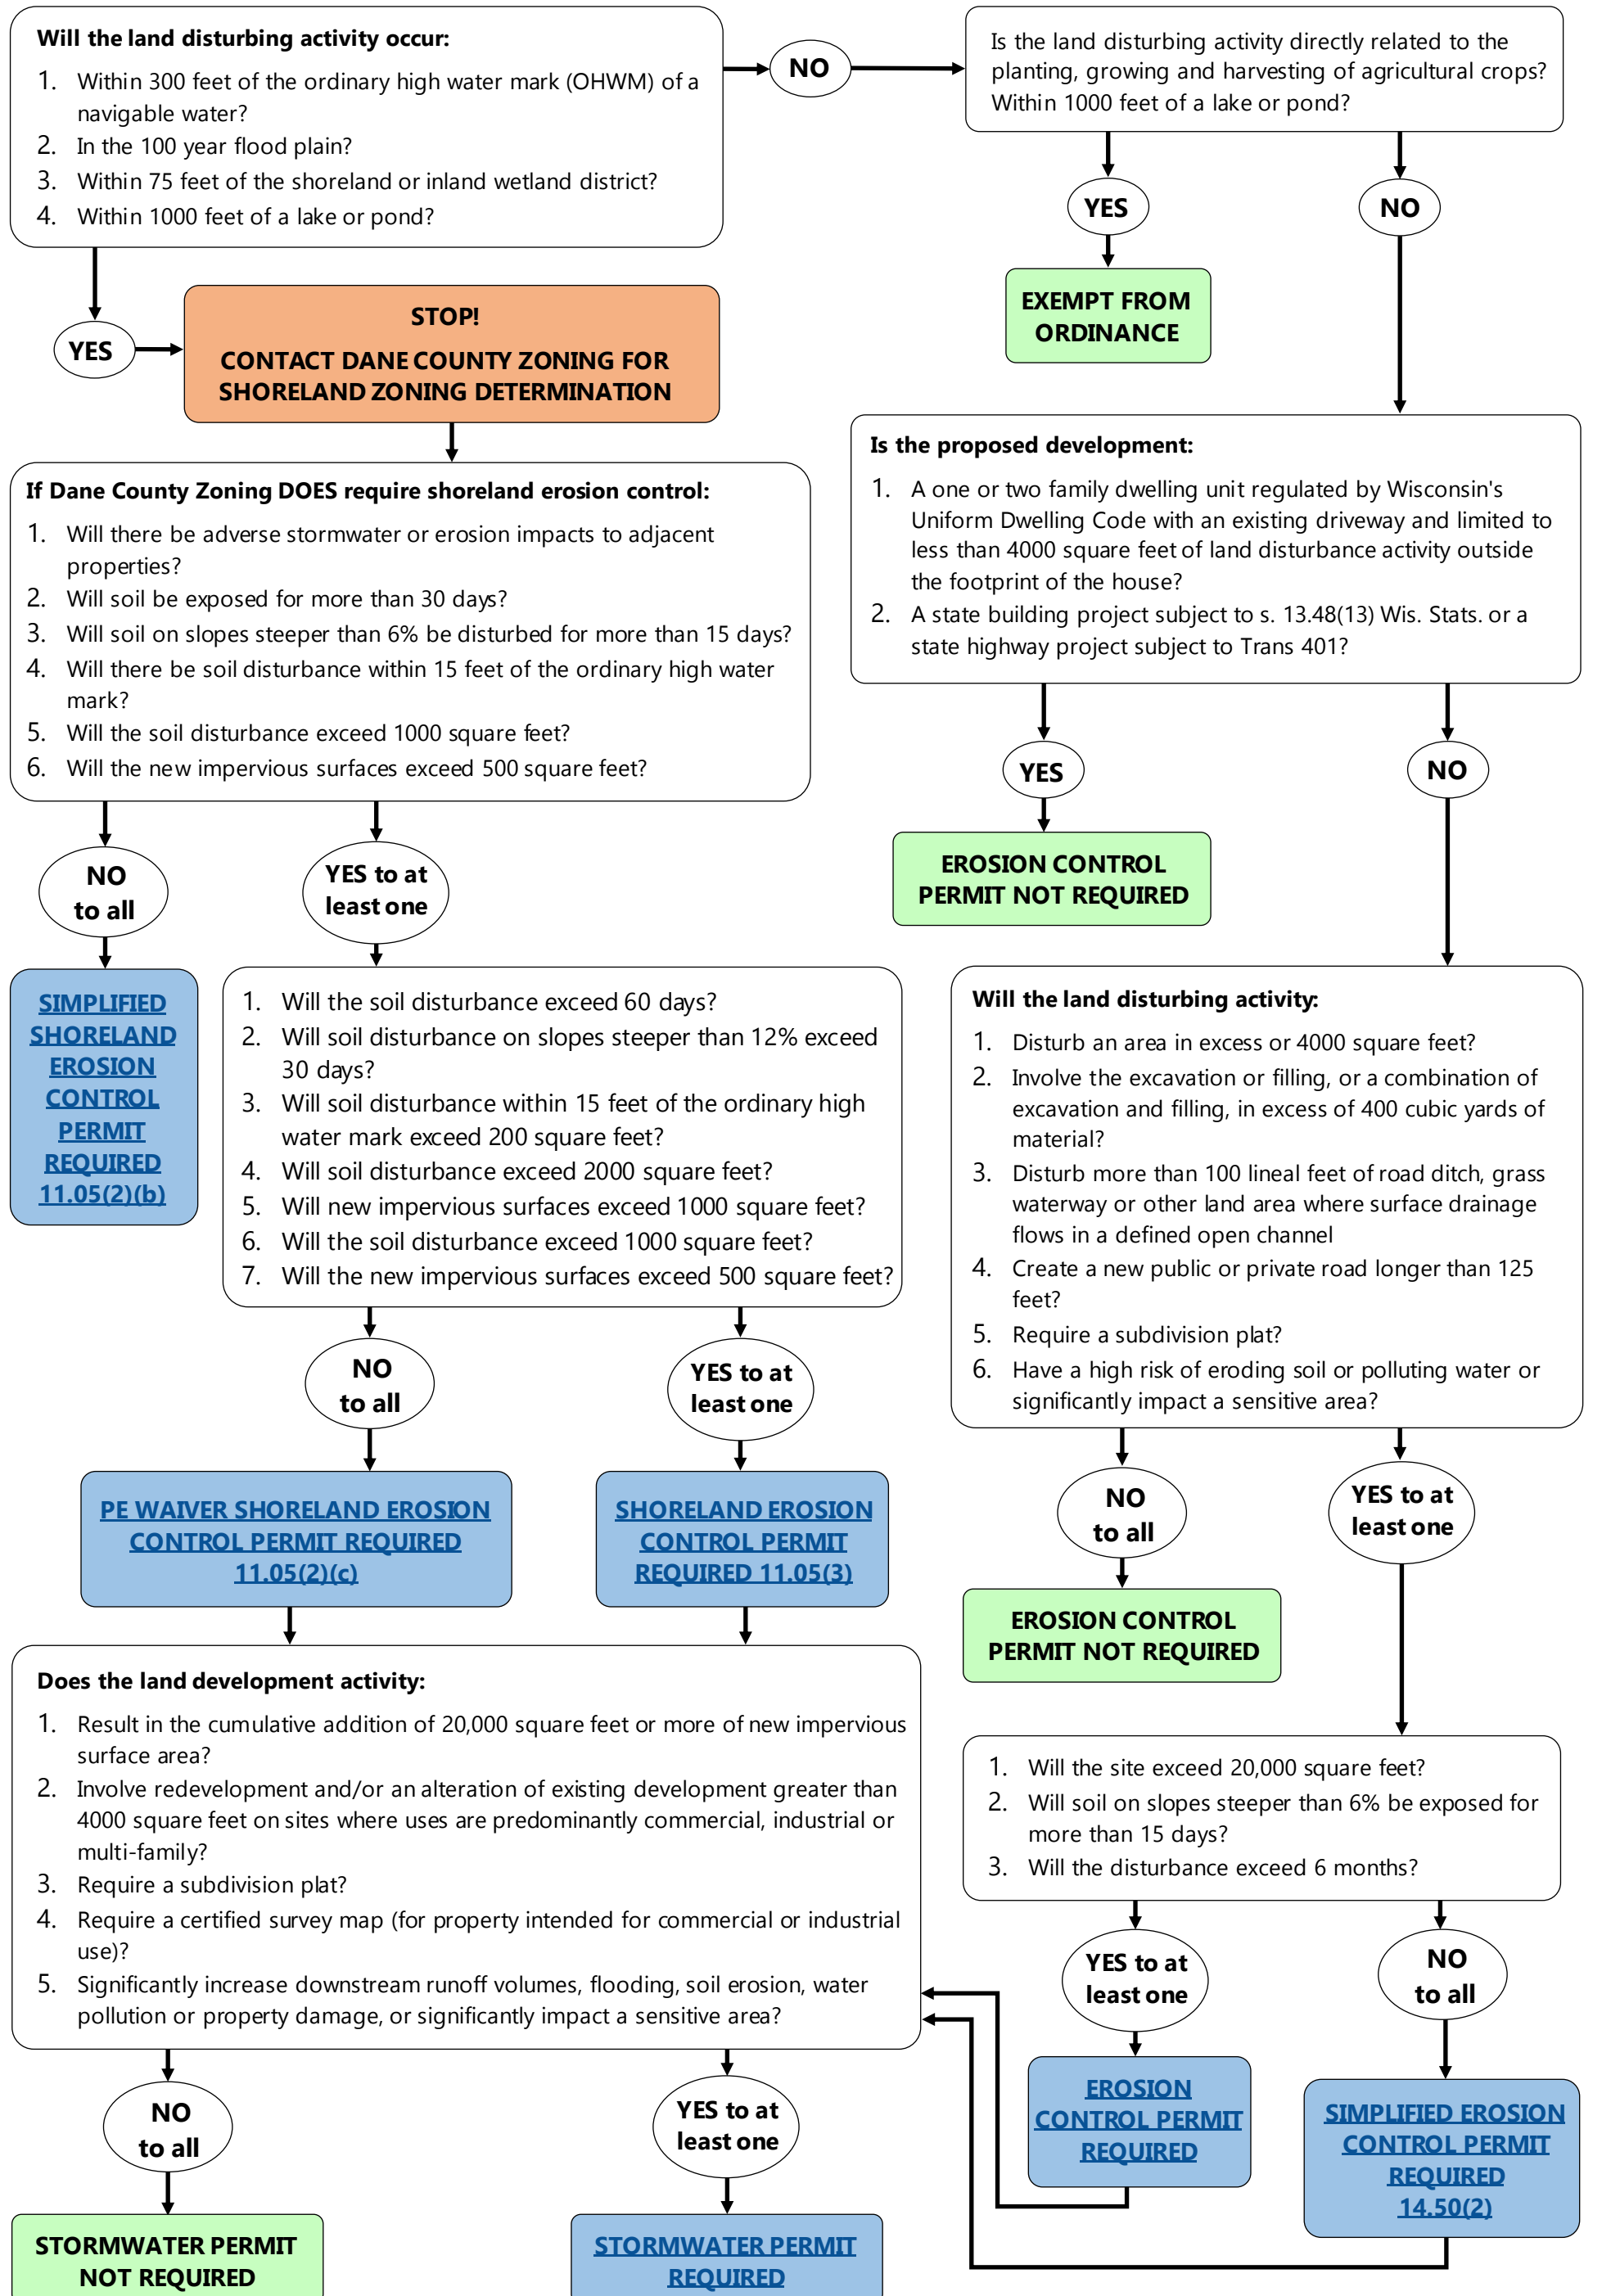 Will the land disturbing activity occur:
1. Within 300 feet of the ordinary high water mark (OHWM) of a
navigable water?
2. In the 100 year flood plain?
3. Within 75 feet of the shoreland or inland wetland district?
4. Within 1000 feet of a lake or pond?
NO
Is the land disturbing activity directly related to the
planting, growing and harvesting of agricultural crops?
Within 1000 feet of a lake or pond?
YES
NO
EXEMPT FROM
ORDINANCE
YES
STOP!
CONTACT DANE COUNTY ZONING FOR
SHORELAND ZONING DETERMINATION
Is the proposed development:
1. A one or two family dwelling unit regulated by Wisconsin's
Uniform Dwelling Code with an existing driveway and limited to
less than 4000 square feet of land disturbance activity outside
the footprint of the house?
2. A state building project subject to s. 13.48(13) Wis. Stats. or a
state highway project subject to Trans 401?
If Dane County Zoning DOES require shoreland erosion control:
1. Will there be adverse stormwater or erosion impacts to adjacent
properties?
2. Will soil be exposed for more than 30 days?
3. Will soil on slopes steeper than 6% be disturbed for more than 15 days?
4. Will there be soil disturbance within 15 feet of the ordinary high water
mark?
5. Will the soil disturbance exceed 1000 square feet?
6. Will the new impervious surfaces exceed 500 square feet?
YES
NO
EROSION CONTROL
PERMIT NOT REQUIRED
NO
to all
YES to at
least one
SIMPLIFIED
SHORELAND
EROSION
CONTROL
PERMIT
REQUIRED
11.05(2)(b)
1. Will the soil disturbance exceed 60 days?
2. Will soil disturbance on slopes steeper than 12% exceed
30 days?
3. Will soil disturbance within 15 feet of the ordinary high
water mark exceed 200 square feet?
4. Will soil disturbance exceed 2000 square feet?
5. Will new impervious surfaces exceed 1000 square feet?
6. Will the soil disturbance exceed 1000 square feet?
7. Will the new impervious surfaces exceed 500 square feet?
Will the land disturbing activity:
1. Disturb an area in excess or 4000 square feet?
2. Involve the excavation or filling, or a combination of
excavation and filling, in excess of 400 cubic yards of
material?
3. Disturb more than 100 lineal feet of road ditch, grass
waterway or other land area where surface drainage
flows in a defined open channel
4. Create a new public or private road longer than 125
feet?
5. Require a subdivision plat?
6. Have a high risk of eroding soil or polluting water or
significantly impact a sensitive area?
NO
to all
YES to at
least one
PE WAIVER SHORELAND EROSION
CONTROL PERMIT REQUIRED
11.05(2)(c)
SHORELAND EROSION
CONTROL PERMIT
REQUIRED 11.05(3)
NO
to all
YES to at
least one
EROSION CONTROL
PERMIT NOT REQUIRED
Does the land development activity:
1. Result in the cumulative addition of 20,000 square feet or more of new impervious
surface area?
2. Involve redevelopment and/or an alteration of existing development greater than
4000 square feet on sites where uses are predominantly commercial, industrial or
multi-family?
3. Require a subdivision plat?
4. Require a certified survey map (for property intended for commercial or industrial
use)?
5. Significantly increase downstream runoff volumes, flooding, soil erosion, water
pollution or property damage, or significantly impact a sensitive area?
1. Will the site exceed 20,000 square feet?
2. Will soil on slopes steeper than 6% be exposed for
more than 15 days?
3. Will the disturbance exceed 6 months?
YES to at
least one
NO
to all
EROSION
CONTROL PERMIT
REQUIRED
SIMPLIFIED EROSION
CONTROL PERMIT
REQUIRED
14.50(2)
NO
to all
YES to at
least one
STORMWATER PERMIT
NOT REQUIRED
STORMWATER PERMIT
REQUIRED